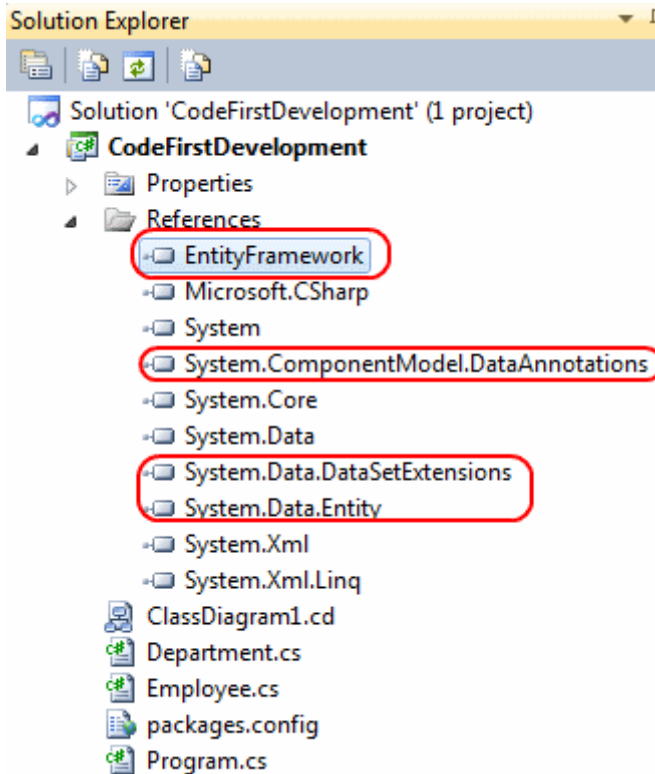 Solution Explorer
Solution 'CodeFirstDevelopment' (1 project)
CodeFirstDevelopment
Properties
References
EntityFramework
Microsoft.CSharp
System
System.ComponentModel.DataAnnotations
System.Core
System.Data
System.Data.DataSetExtensions
System.Data.Entity
System.Xml
System.Xml.Linq
ClassDiagram1.cd
Department.cs
Employee.cs
packages.config
Program.cs